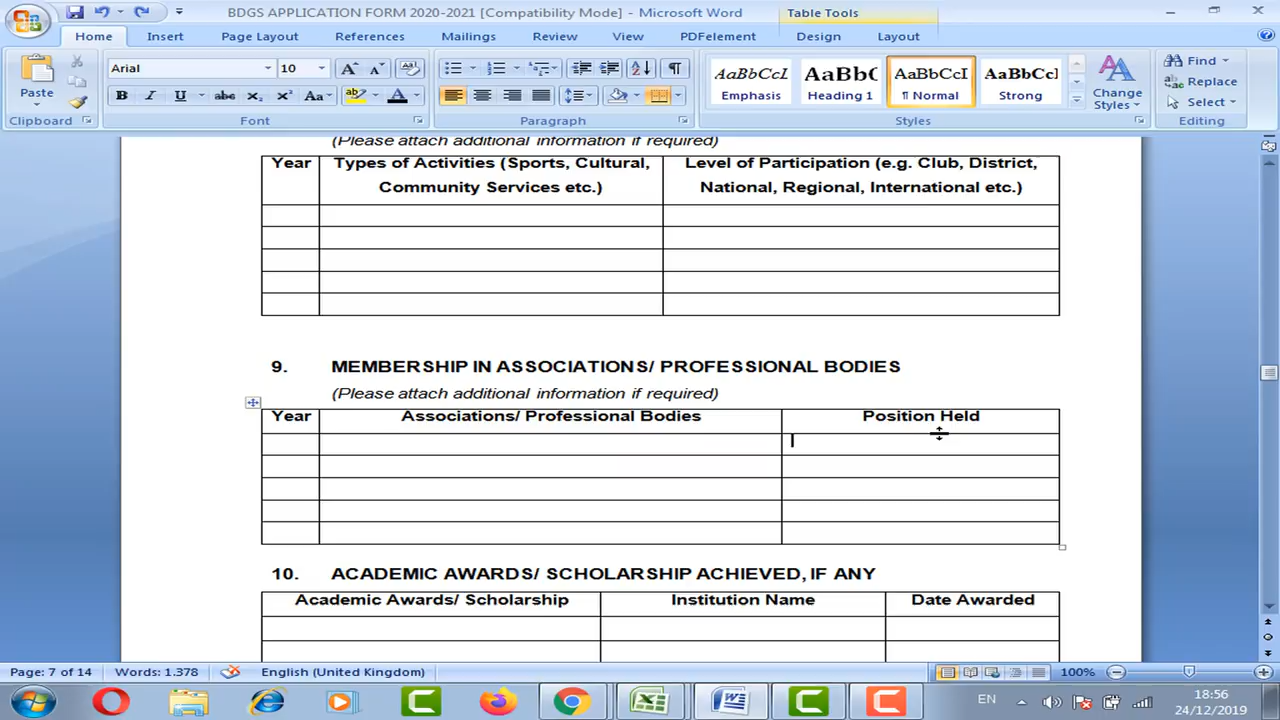 BDGS APPLICATION FORM 2020-2021 [Compatibility Mode] - Microsoft Word
Table Tools
Home Insert Page Layout References Mailings Review View PDFelement Design Layout
Paste
Clipboard
Arial 10
Font
Paragraph
AaBbCcI AaBbC AaBbCcI AaBbCcl
Emphasis Heading 1 ¶ Normal Strong
Change Styles
Styles
Find
Replace
Select
Editing
(Please attach additional information if required)
Year Types of Activities (Sports, Cultural, Level of Participation (e.g. Club, District,
Community Services etc.) National, Regional, International etc.)
9. MEMBERSHIP IN ASSOCIATIONS/ PROFESSIONAL BODIES
(Please attach additional information if required)
Year Associations/ Professional Bodies Position Held
10. ACADEMIC AWARDS/ SCHOLARSHIP ACHIEVED, IF ANY
Academic Awards/ Scholarship Institution Name Date Awarded
Page: 7 of 14 Words: 1.378 English (United Kingdom) 100%
EN
18:56
24/12/2019